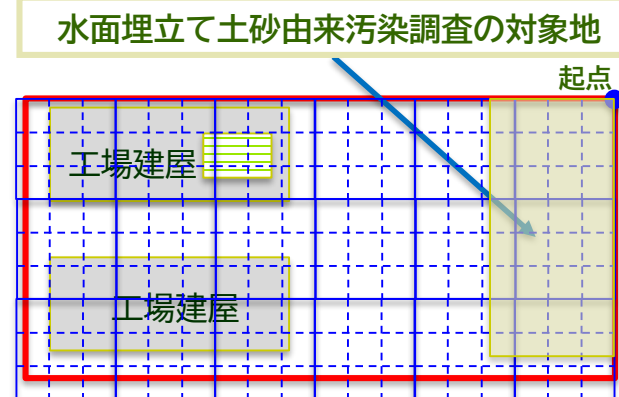 水面埋立て土砂由来汚染調査の対象地
起点
工場建屋
工場建屋